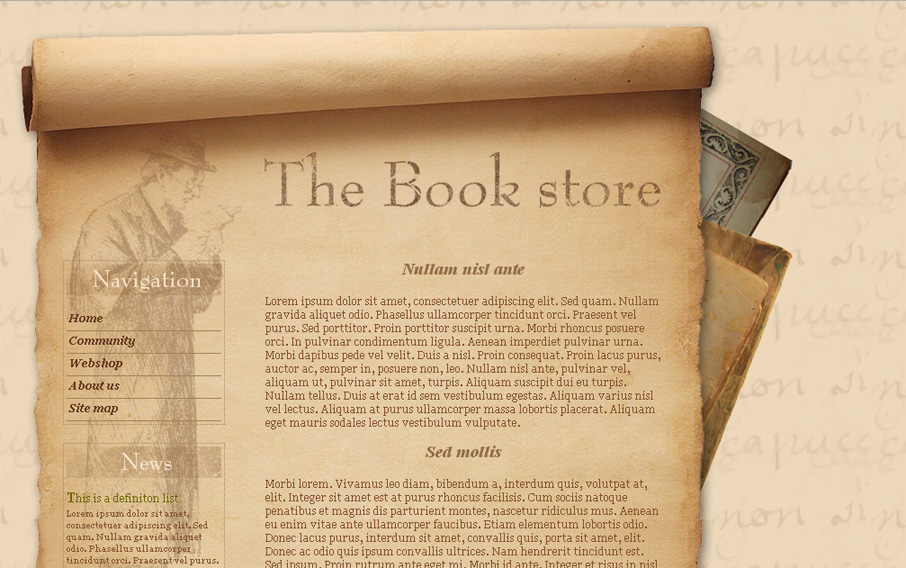 The Book store
Navigation
Home
Community
Webshop
About us
Site map
News
This is a definiton list
Lorem ipsum dolor sit amet,
consectetuer adipiscing elit. Sed
quam. Nullam gravida aliquet
odio. Phasellus ullamcorper
tincidunt orci. Praesent vel purus.
Nullam nisl ante
Lorem ipsum dolor sit amet, consectetuer adipiscing elit. Sed quam. Nullam
gravida aliquet odio. Phasellus ullamcorper tincidunt orci. Praesent vel
purus. Sed porttitor. Proin porttitor suscipit urna. Morbi rhoncus posuere
orci. In pulvinar condimentum ligula. Aenean imperdiet pulvinar urna.
Morbi dapibus pede vel velit. Duis a nisl. Proin consequat. Proin lacus purus,
auctor ac, semper in, posuere non, leo. Nullam nisl ante, pulvinar vel,
aliquam ut, pulvinar sit amet, turpis. Aliquam suscipit dui eu turpis.
Nullam tellus. Duis at erat id sem vestibulum egestas. Aliquam varius nisl
vel lectus. Aliquam at purus ullamcorper massa lobortis placerat. Aliquam
eget mauris sodales lectus vestibulum vulputate.
Sed mollis
Morbi lorem. Vivamus leo diam, bibendum a, interdum quis, volutpat at,
elit. Integer sit amet est at purus rhoncus facilisis. Cum sociis natoque
penatibus et magnis dis parturient montes, nascetur ridiculus mus. Aenean
eu enim vitae ante ullamcorper faucibus. Etiam elementum lobortis odio.
Donec lacus purus, interdum sit amet, convallis quis, porta sit amet, elit.
Donec ac odio quis ipsum convallis ultrices. Nam hendrerit tincidunt est.
Sed ipsum. Proin rutrum ante eget mi. Morbi id ante. Integer et risus in nisl